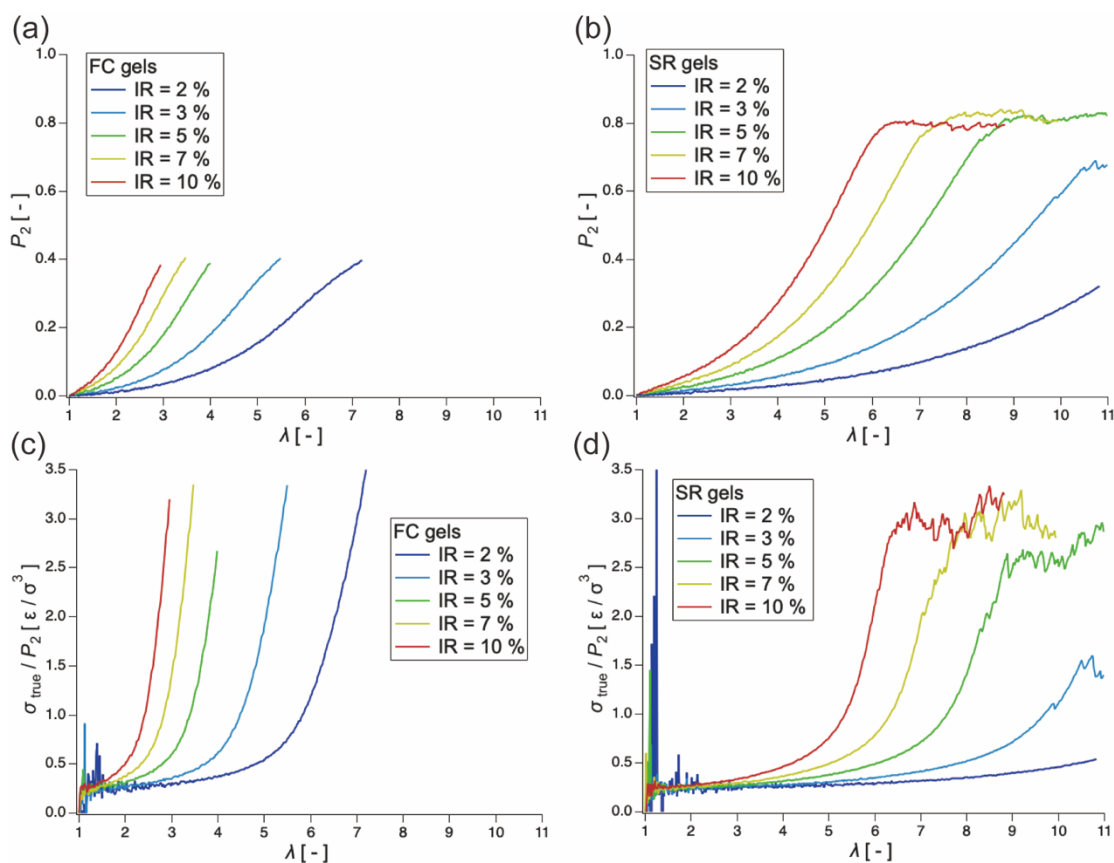 (a)
1.0
0.8
0.6
0.4
0.2
0.0
P2 [ - ]
FC gels
IR = 2 %
IR = 3 %
IR = 5 %
IR = 7 %
IR = 10 %
1 2 3 4 5 6 7 8 9 10 11
λ [ - ]
(b)
1.0
0.8
0.6
0.4
0.2
0.0
P2 [ - ]
SR gels
IR = 2 %
IR = 3 %
IR = 5 %
IR = 7 %
IR = 10 %
1 2 3 4 5 6 7 8 9 10 11
λ [ - ]
(c)
3.5
3.0
2.5
2.0
1.5
1.0
0.5
0.0
σtrue / P2 [ ε / σ³ ]
FC gels
IR = 2 %
IR = 3 %
IR = 5 %
IR = 7 %
IR = 10 %
1 2 3 4 5 6 7 8 9 10 11
λ [ - ]
(d)
3.5
3.0
2.5
2.0
1.5
1.0
0.5
0.0
σtrue / P2 [ ε / σ³ ]
SR gels
IR = 2 %
IR = 3 %
IR = 5 %
IR = 7 %
IR = 10 %
1 2 3 4 5 6 7 8 9 10 11
λ [ - ]